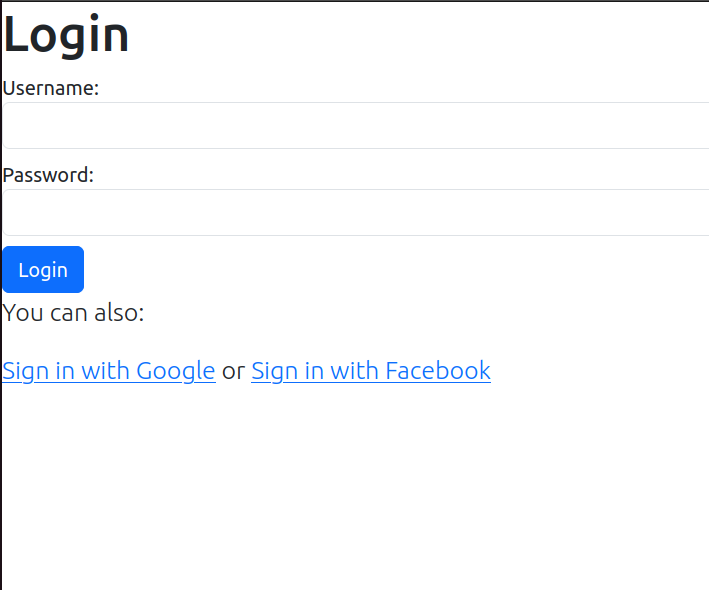 Login
Username:
Password:
Login
You can also:
Sign in with Google or Sign in with Facebook